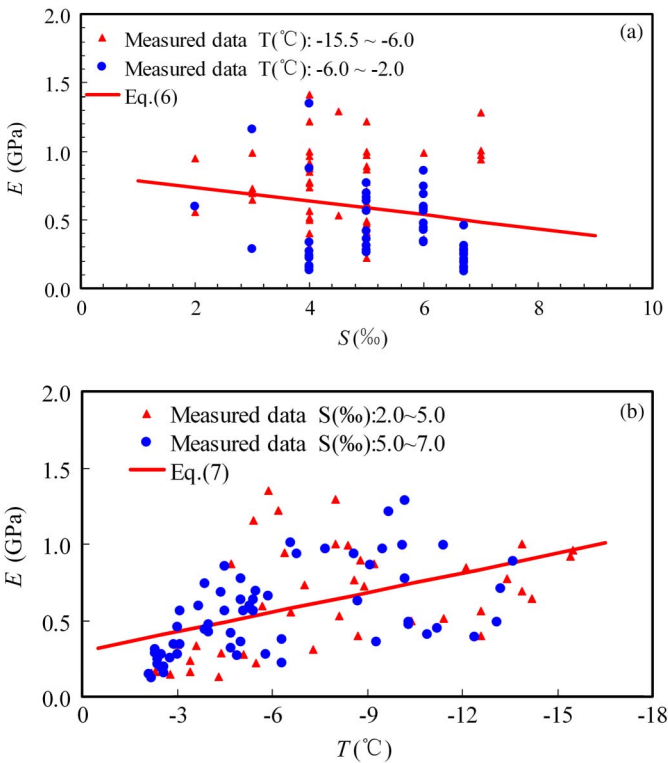 2.0
(a)
Measured data T(℃): -15.5 ~ -6.0
Measured data T(℃): -6.0 ~ -2.0
1.5
Eq.(6)
E (GPa)
1.0
0.5
0.0
0 2 4 6 8 10
S(‰)
2.0
(b)
Measured data S(‰):2.0~5.0
Measured data S(‰):5.0~7.0
Eq.(7)
1.5
E (GPa)
1.0
0.5
0.0
-3 -6 -9 -12 -15 -18
T(℃)